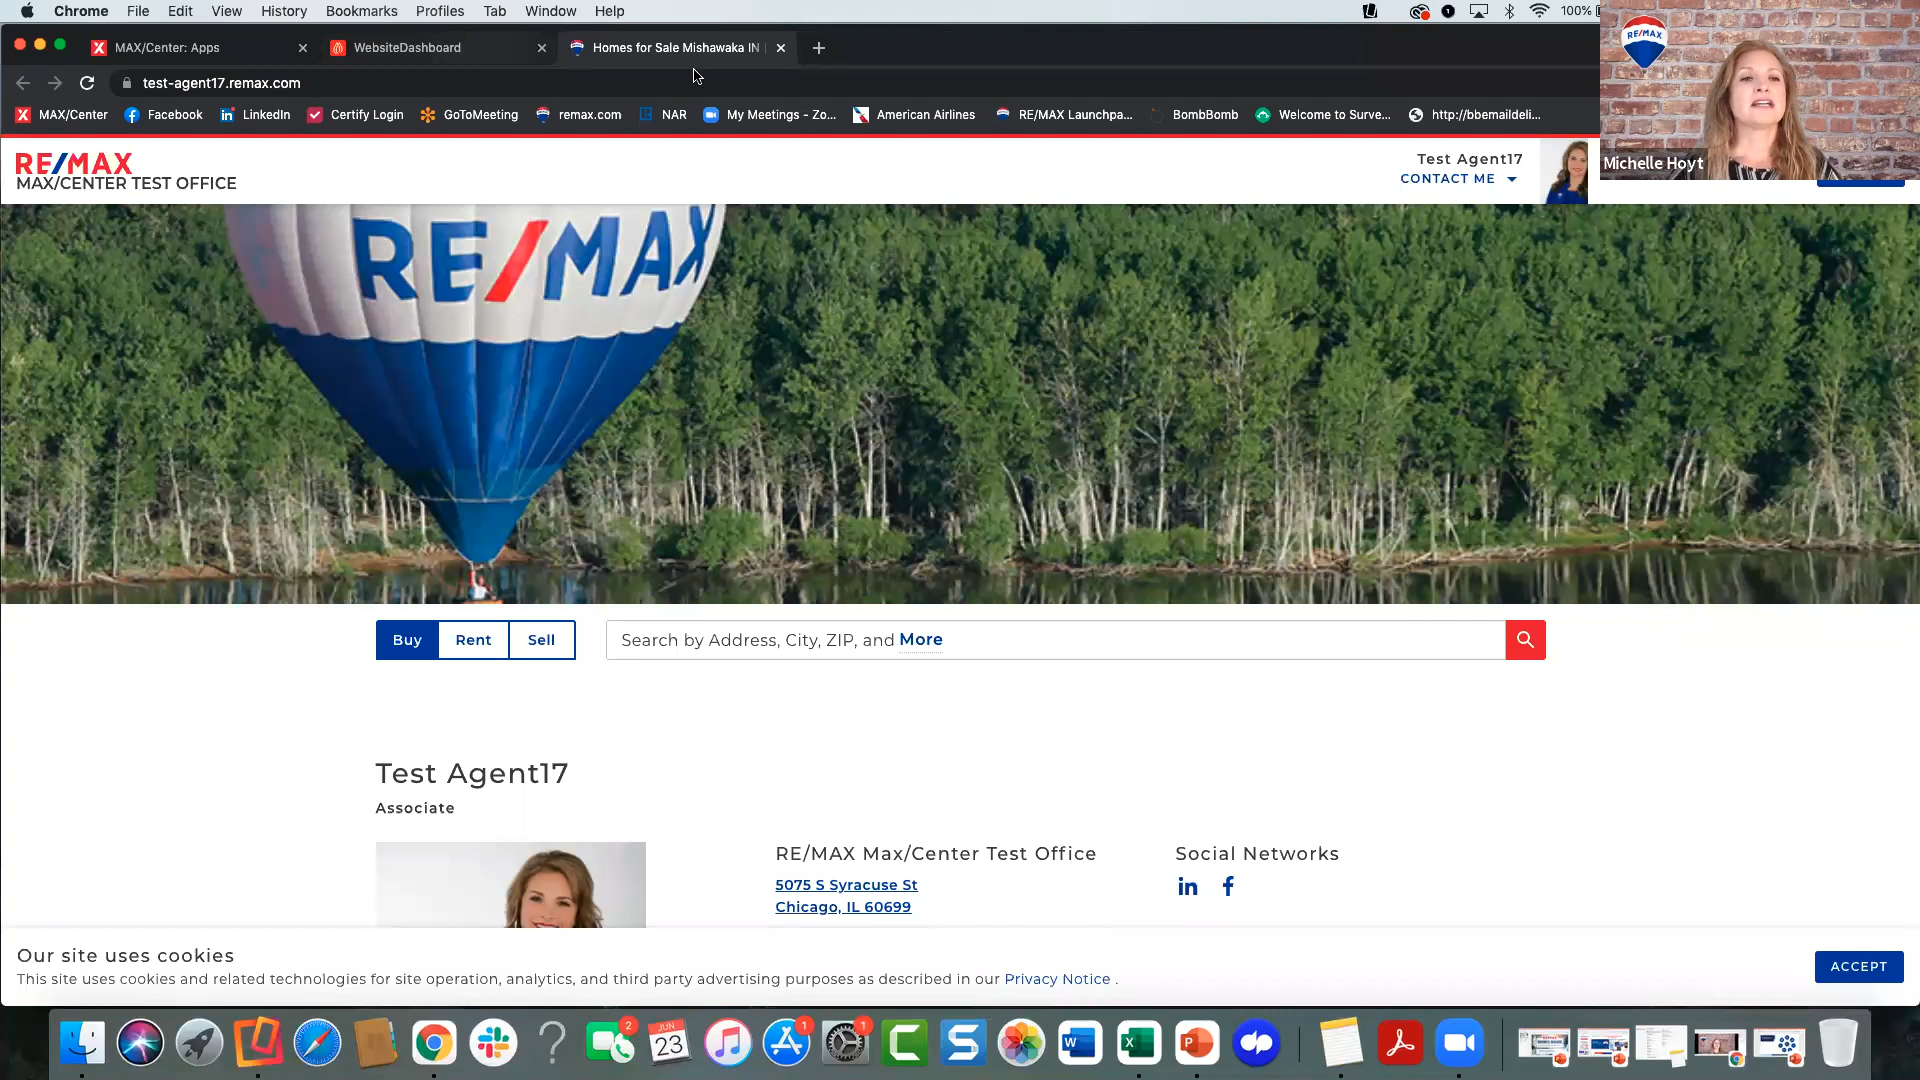 Chrome File Edit View History Bookmarks Profiles Tab Window Help 100%
MAX/Center: Apps WebsiteDashboard Homes for Sale Mishawaka IN
test-agent17.remax.com
MAX/Center Facebook LinkedIn Certify Login GoToMeeting remax.com NAR My Meetings - Zo... American Airlines RE/MAX Launchpa... BombBomb Welcome to Surve... http://bbemaildeli...
RE/MAX
Michelle Hoyt
RE/MAX
MAX/CENTER TEST OFFICE
Test Agent17
CONTACT ME
RE/MAX
Buy Rent Sell Search by Address, City, ZIP, and More
Test Agent17
Associate
RE/MAX Max/Center Test Office
5075 S Syracuse St
Chicago, IL 60699
Social Networks
in f
Our site uses cookies
This site uses cookies and related technologies for site operation, analytics, and third party advertising purposes as described in our Privacy Notice .
ACCEPT
2 JUN 23 1 1